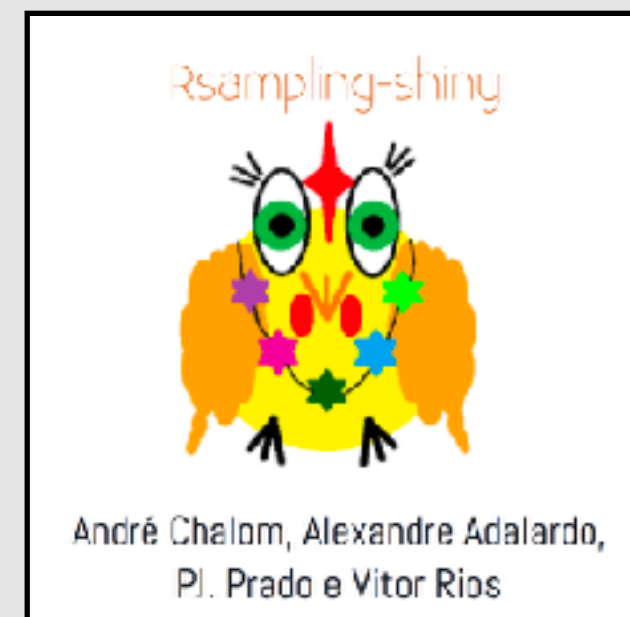 Rsampling-shiny
André Chalom, Alexandre Adalardo,
PI. Prado e Vitor Rios